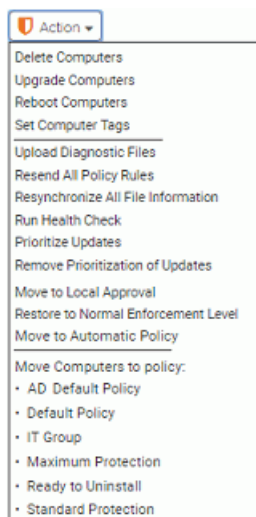 Action
Delete Computers
Upgrade Computers
Reboot Computers
Set Computer Tags
Upload Diagnostic Files
Resend All Policy Rules
Resynchronize All File Information
Run Health Check
Prioritize Updates
Remove Prioritization of Updates
Move to Local Approval
Restore to Normal Enforcement Level
Move to Automatic Policy
Move Computers to policy:
• AD Default Policy
• Default Policy
• IT Group
• Maximum Protection
• Ready to Uninstall
• Standard Protection